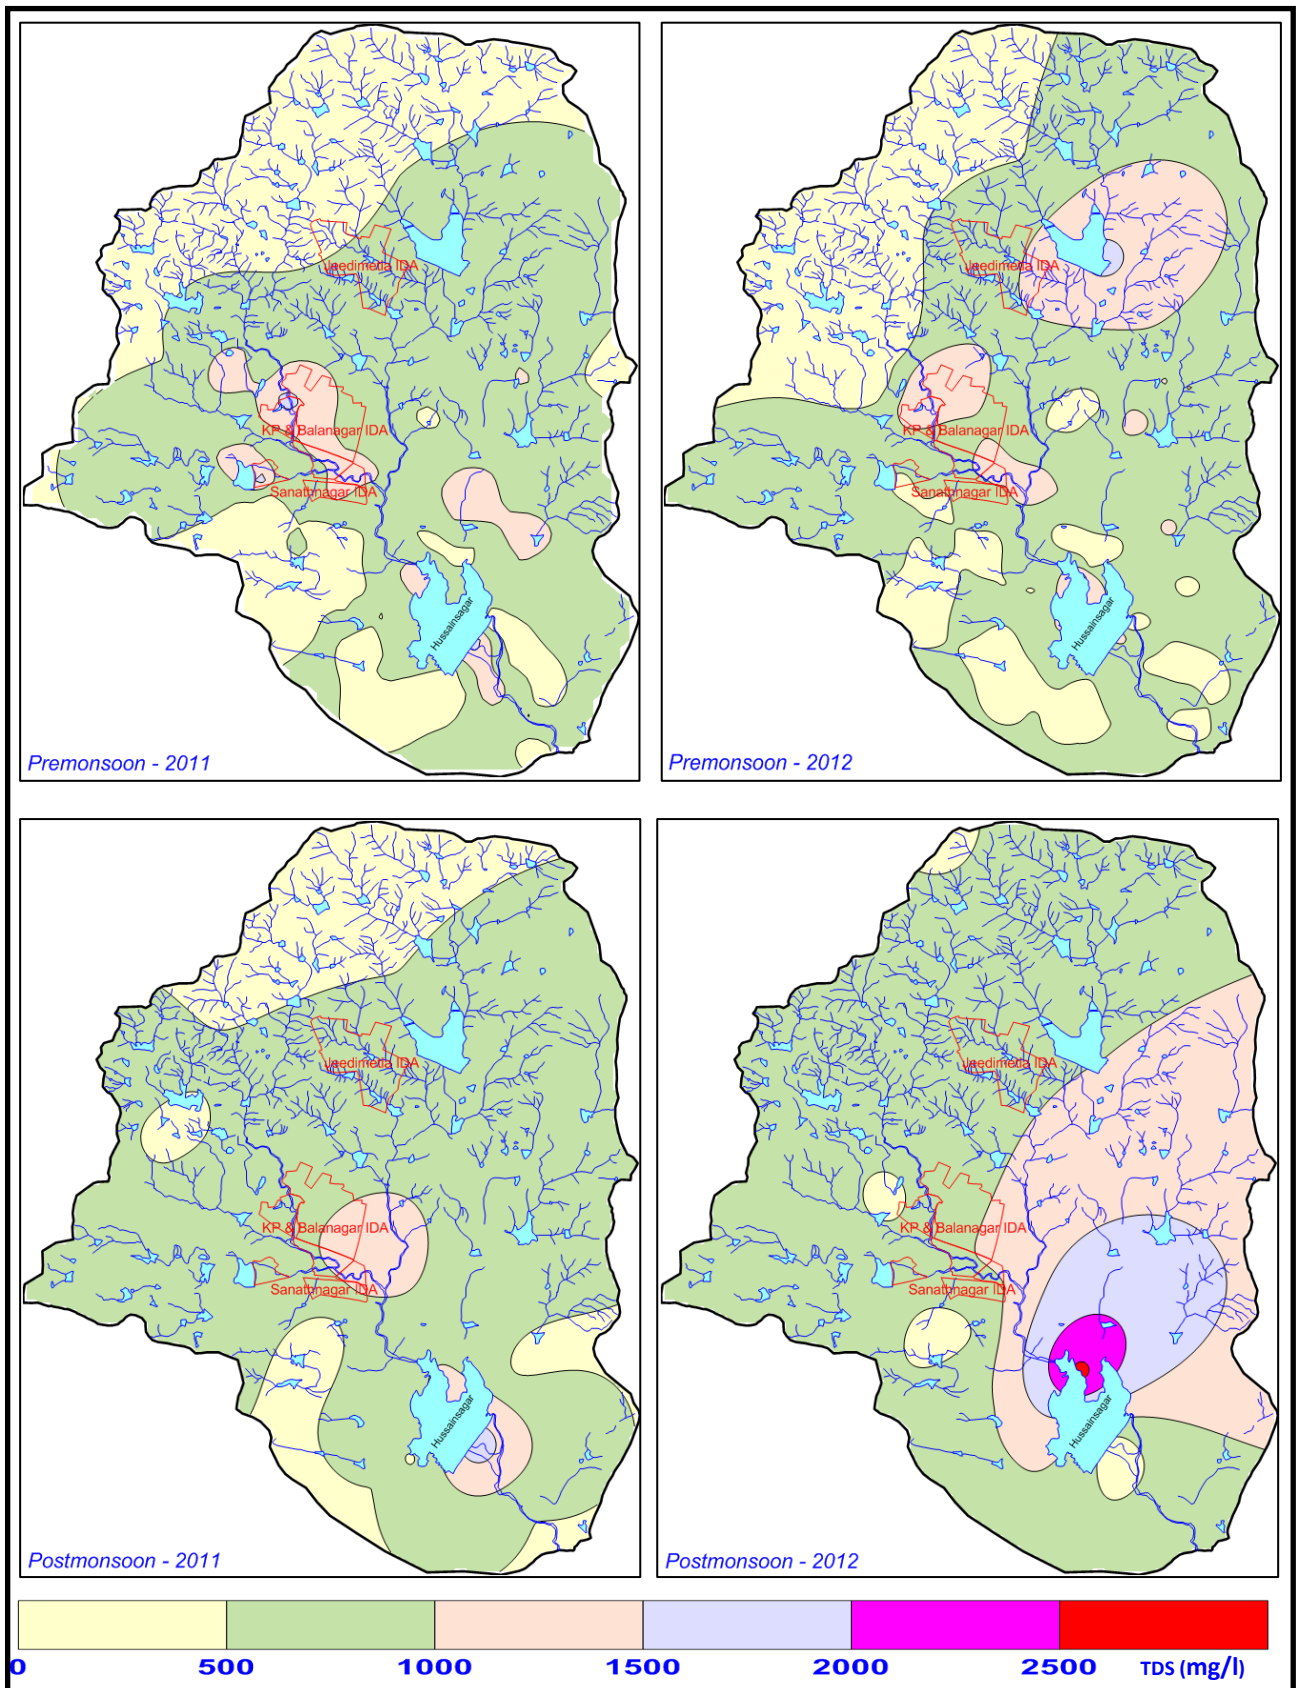 Jeedimetla IDA
KP & Balanagar IDA
Sanathnagar IDA
Hussainsagar
Premonsoon - 2011
Jeedimetla IDA
KP & Balanagar IDA
Sanathnagar IDA
Hussainsagar
Premonsoon - 2012
Jeedimetla IDA
KP & Balanagar IDA
Sanathnagar IDA
Hussainsagar
Postmonsoon - 2011
Jeedimetla IDA
KP & Balanagar IDA
Sanathnagar IDA
Hussainsagar
Postmonsoon - 2012
0 500 1000 1500 2000 2500 TDS (mg/l)